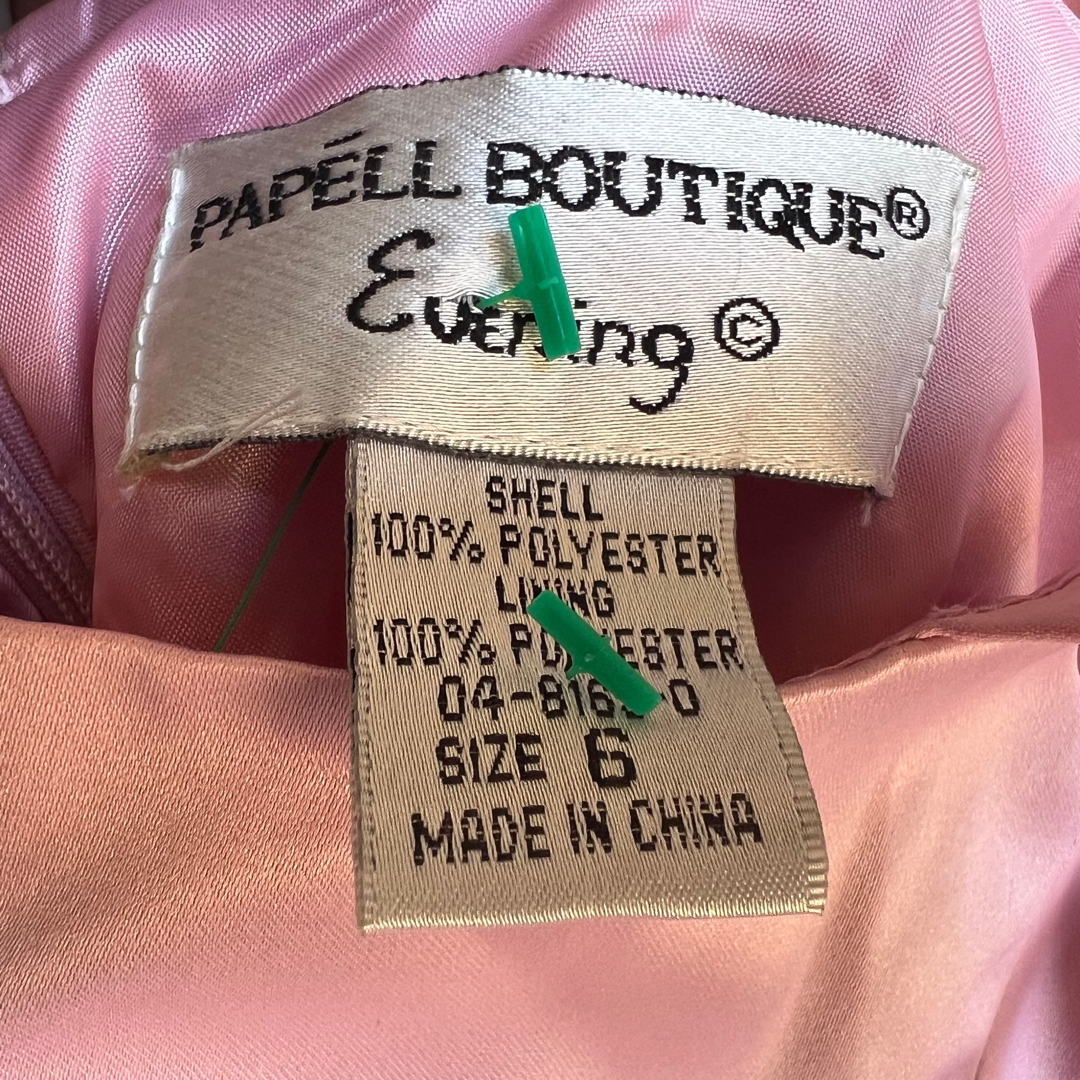 PAPÉLL BOUTIQUE®
Evening ©
SHELL
100% POLYESTER
LINING
100% POLYESTER
SIZE 6
MADE IN CHINA